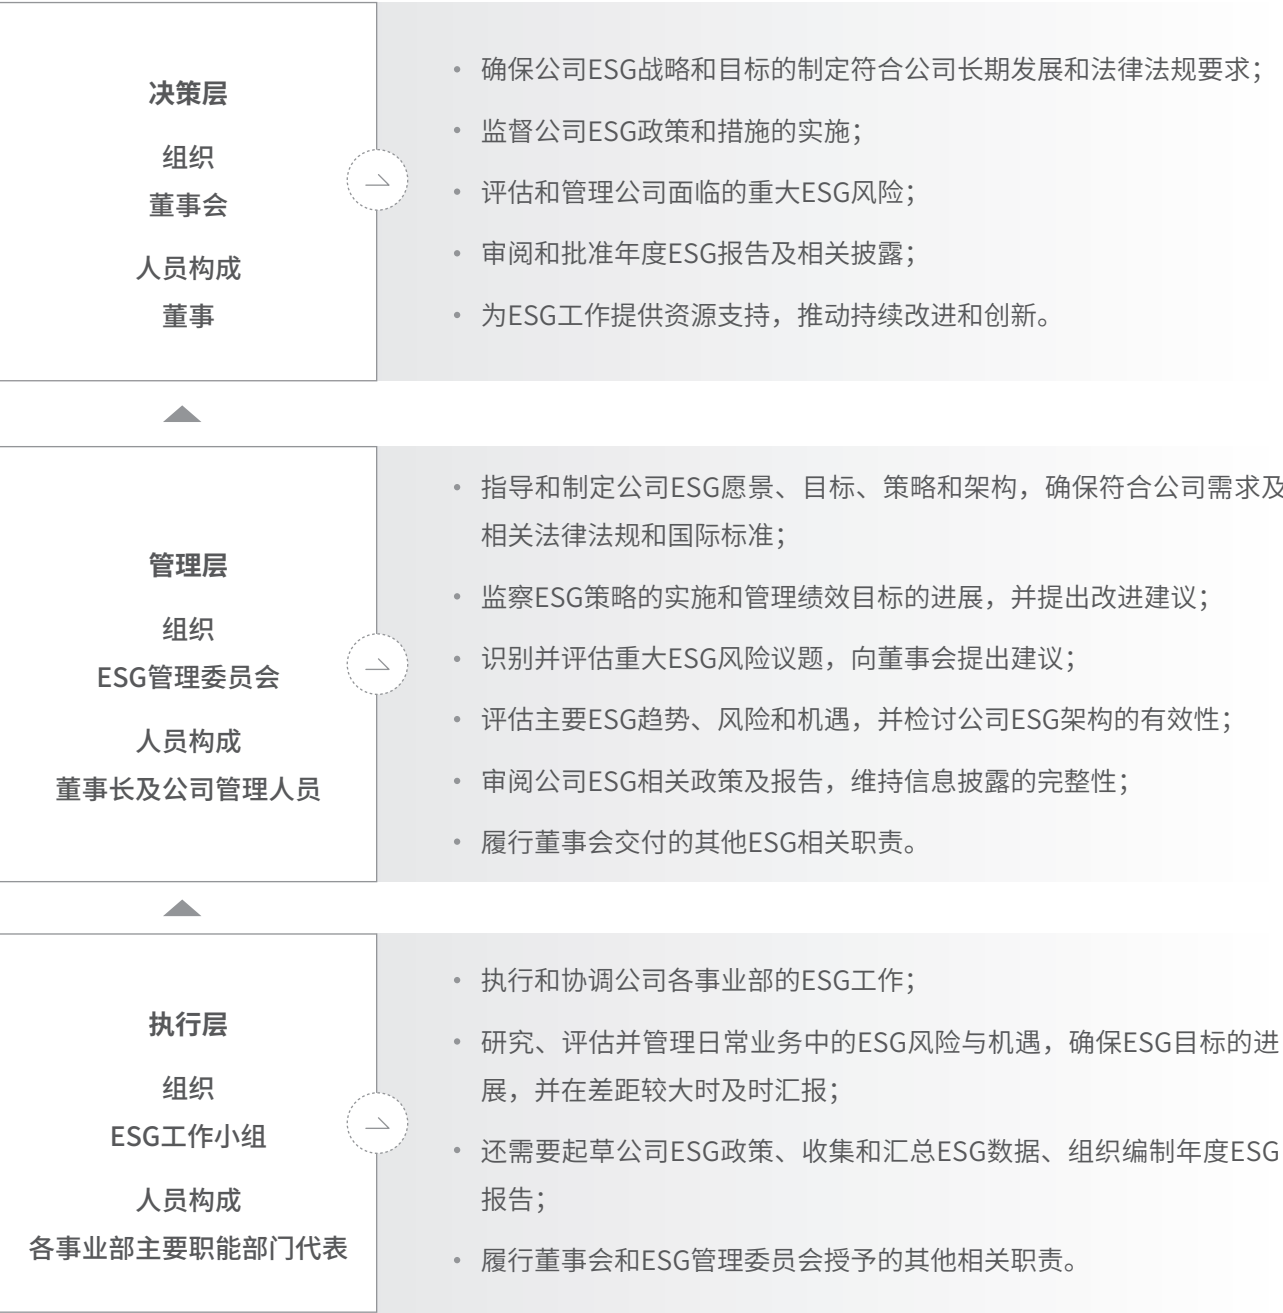 决策层
组织
董事会
人员构成
董事
• 确保公司ESG战略和目标的制定符合公司长期发展和法律法规要求；
• 监督公司ESG政策和措施的实施；
• 评估和管理公司面临的重大ESG风险；
• 审阅和批准年度ESG报告及相关披露；
• 为ESG工作提供资源支持，推动持续改进和创新。
管理层
组织
ESG管理委员会
人员构成
董事长及公司管理人员
• 指导和制定公司ESG愿景、目标、策略和架构，确保符合公司需求及
相关法律法规和国际标准；
• 监察ESG策略的实施和管理绩效目标的进展，并提出改进建议；
• 识别并评估重大ESG风险议题，向董事会提出建议；
• 评估主要ESG趋势、风险和机遇，并检讨公司ESG架构的有效性；
• 审阅公司ESG相关政策及报告，维持信息披露的完整性；
• 履行董事会交付的其他ESG相关职责。
执行层
组织
ESG工作小组
人员构成
各事业部主要职能部门代表
• 执行和协调公司各事业部的ESG工作；
• 研究、评估并管理日常业务中的ESG风险与机遇，确保ESG目标的进
展，并在差距较大时及时汇报；
• 还需要起草公司ESG政策、收集和汇总ESG数据、组织编制年度ESG
报告；
• 履行董事会和ESG管理委员会授予的其他相关职责。